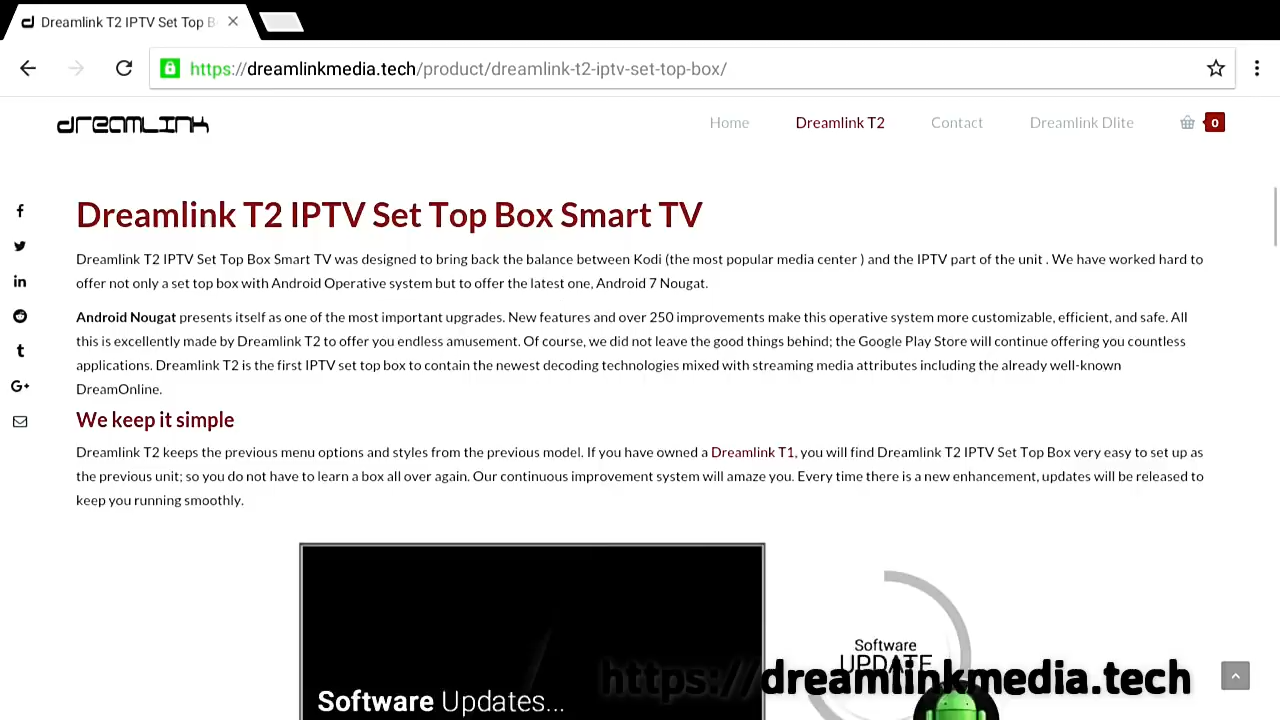 Dreamlink T2 IPTV Set Top B
https://dreamlinkmedia.tech/product/dreamlink-t2-iptv-set-top-box/
dreamlink
Home
Dreamlink T2
Contact
Dreamlink Dlite
0
Dreamlink T2 IPTV Set Top Box Smart TV
Dreamlink T2 IPTV Set Top Box Smart TV was designed to bring back the balance between Kodi (the most popular media center ) and the IPTV part of the unit . We have worked hard to
offer not only a set top box with Android Operative system but to offer the latest one, Android 7 Nougat.
Android Nougat presents itself as one of the most important upgrades. New features and over 250 improvements make this operative system more customizable, efficient, and safe. All
this is excellently made by Dreamlink T2 to offer you endless amusement. Of course, we did not leave the good things behind; the Google Play Store will continue offering you countless
applications. Dreamlink T2 is the first IPTV set top box to contain the newest decoding technologies mixed with streaming media attributes including the already well-known
DreamOnline.
We keep it simple
Dreamlink T2 keeps the previous menu options and styles from the previous model. If you have owned a Dreamlink T1, you will find Dreamlink T2 IPTV Set Top Box very easy to set up as
the previous unit; so you do not have to learn a box all over again. Our continuous improvement system will amaze you. Every time there is a new enhancement, updates will be released to
keep you running smoothly.
Software
UPDATE
https://dreamlinkmedia.tech
Software Updates...